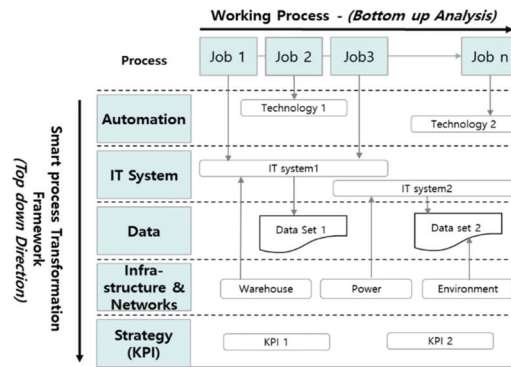 Working Process - (Bottom up Analysis)
Process
Job 1
Job 2
Job3
Job n
Smart process Transformation
Framework
(Top down Direction)
Automation
Technology 1
Technology 2
IT System
IT system1
IT system2
Data
Data Set 1
Data set 2
Infra-
structure &
Networks
Warehouse
Power
Environment
Strategy
(KPI)
KPI 1
KPI 2